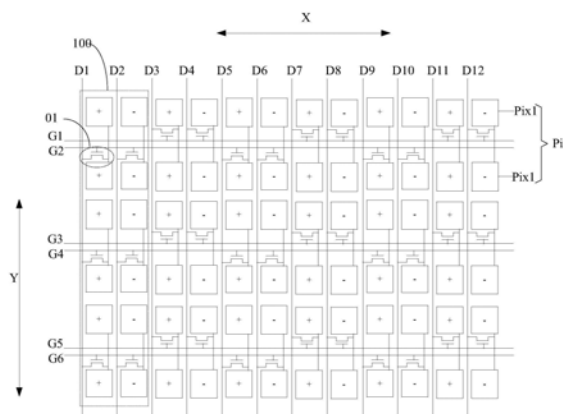 X
100
D1 D2 D3 D4 D5 D6 D7 D8 D9 D10 D11 D12
+ - + - + - + - + - + - Pix1
01
G1
Pi
G2
+ - + - + - + - + - + - Pix1
+ - + - + - + - + - + -
G3
G4
Y
+ - + - + - + - + - + -
+ - + - + - + - + - + -
G5
G6
+ - + - + - + - + - + -